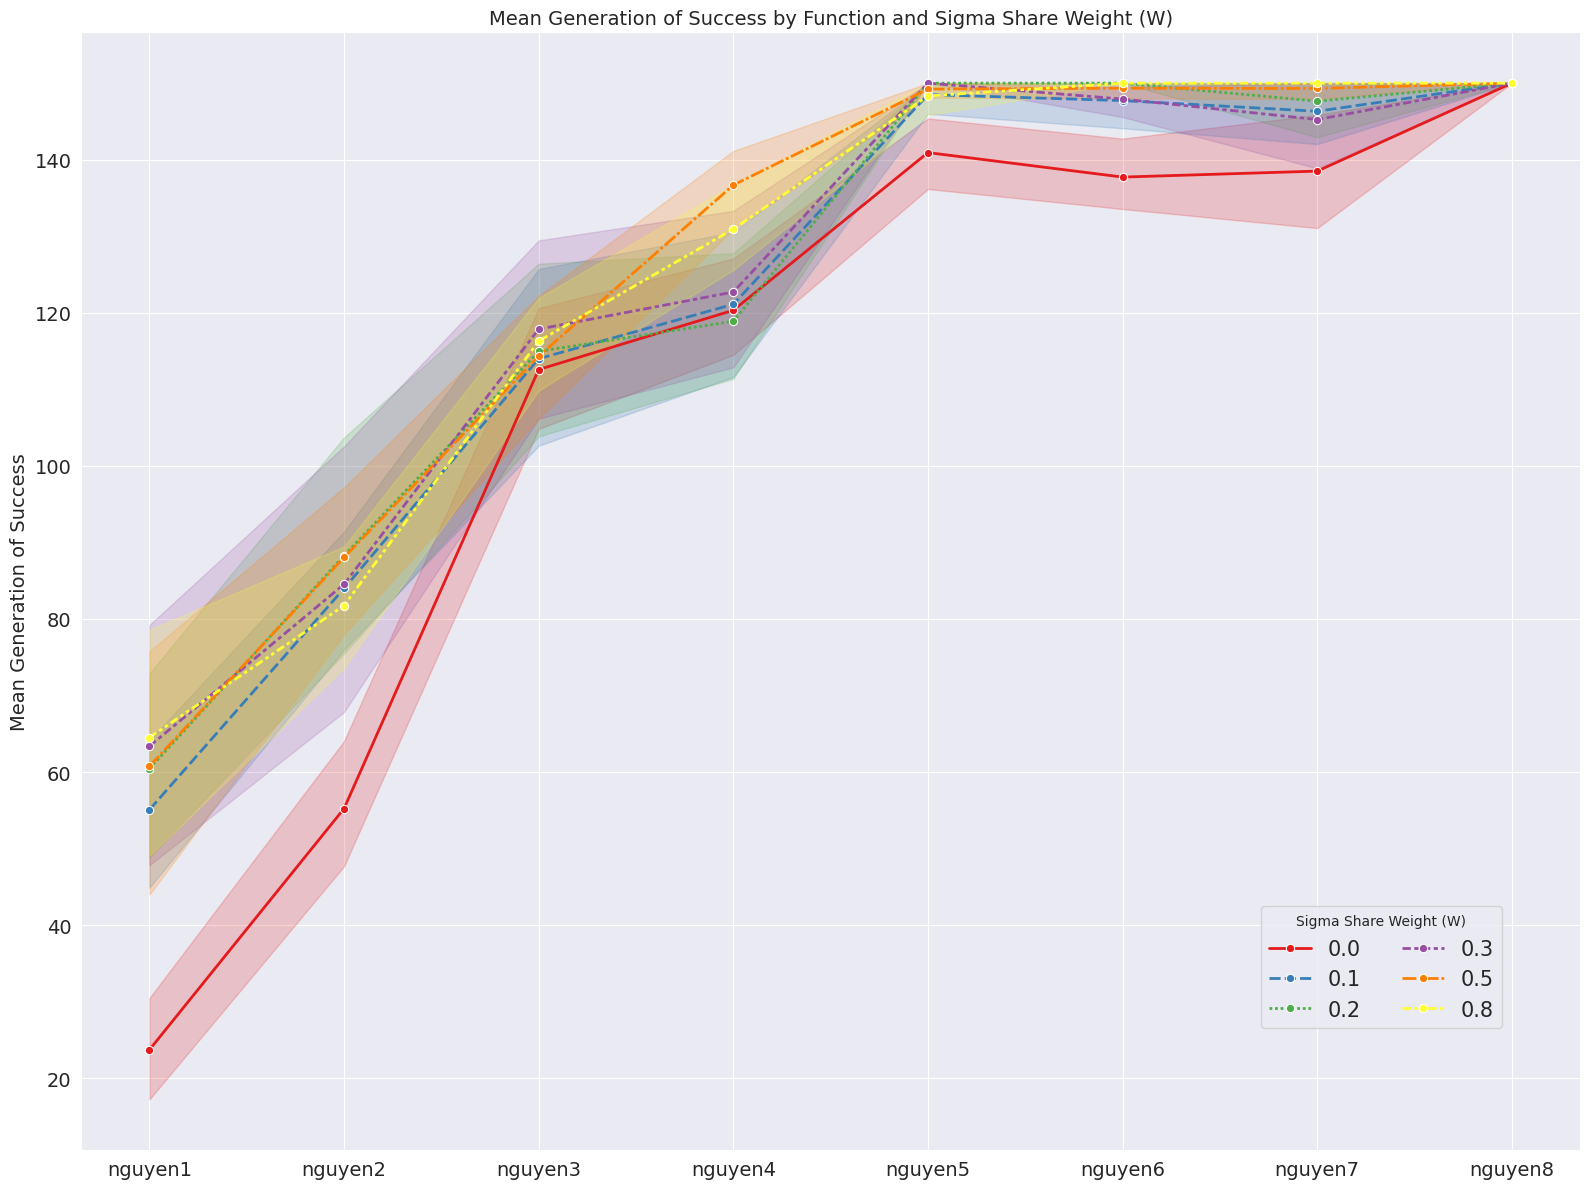 Mean Generation of Success by Function and Sigma Share Weight (W)
Mean Generation of Success
140
120
100
80
60
40
20
Sigma Share Weight (W)
0.0 0.3
0.1 0.5
0.2 0.8
nguyen1 nguyen2 nguyen3 nguyen4 nguyen5 nguyen6 nguyen7 nguyen8